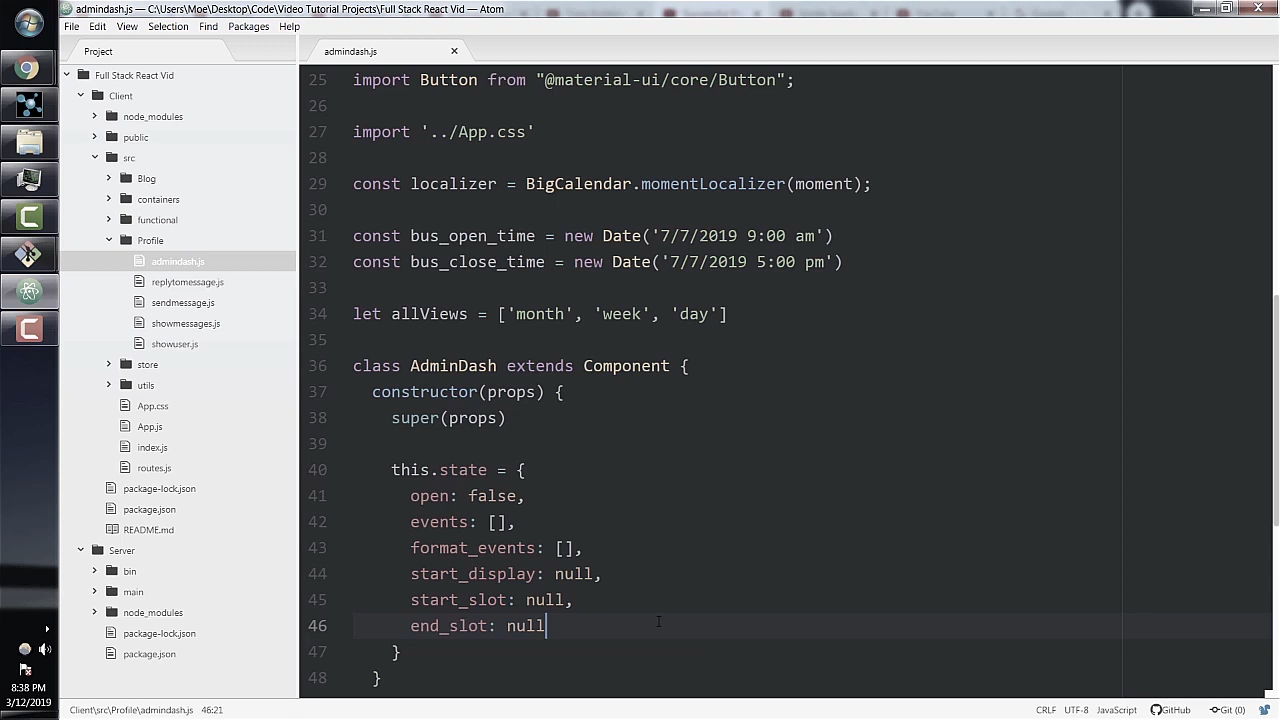 admindash.js — C:\Users\Moe\Desktop\Code\Video Tutorial Projects\Full Stack React Vid — Atom
File Edit View Selection Find Packages Help
Project
admindash.js
Full Stack React Vid
Client
node_modules
public
src
Blog
containers
functional
Profile
admindash.js
replytomessage.js
sendmessage.js
showmessages.js
showuser.js
store
utils
App.css
App.js
index.js
routes.js
package-lock.json
package.json
README.md
Server
bin
main
node_modules
package-lock.json
package.json
25 import Button from "@material-ui/core/Button";
26
27 import '../App.css'
28
29 const localizer = BigCalendar.momentLocalizer(moment);
30
31 const bus_open_time = new Date('7/7/2019 9:00 am')
32 const bus_close_time = new Date('7/7/2019 5:00 pm')
33
34 let allViews = ['month', 'week', 'day']
35
36 class AdminDash extends Component {
37 constructor(props) {
38 super(props)
39
40 this.state = {
41 open: false,
42 events: [],
43 format_events: [],
44 start_display: null,
45 start_slot: null,
46 end_slot: null
47 }
48 }
8:38 PM
3/12/2019
Client\src\Profile\admindash.js 46:21
CRLF UTF-8 JavaScript GitHub Git (0)